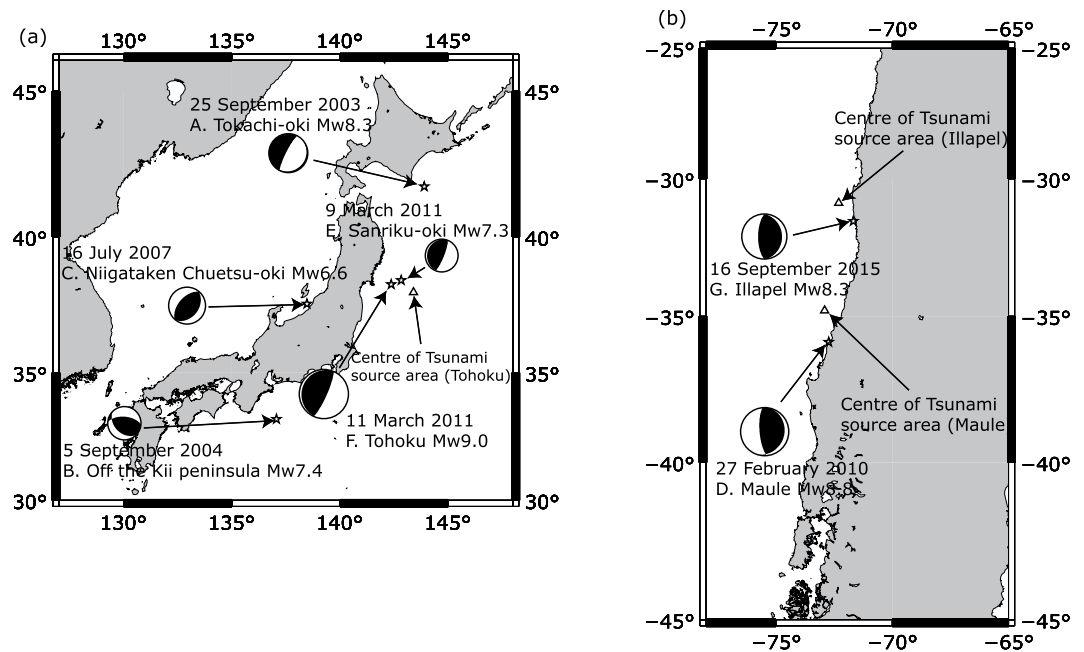 (a)
130° 135° 140° 145°
45° 45°
25 September 2003
A. Tokachi-oki Mw8.3
9 March 2011
E. Sanriku-oki Mw7.3
40° 40°
16 July 2007
C. Niigataken Chuetsu-oki Mw6.6
Centre of Tsunami
source area (Tohoku)
35° 35°
11 March 2011
F. Tohoku Mw9.0
5 September 2004
B. Off the Kii peninsula Mw7.4
30° 30°
130° 135° 140° 145°
(b)
−75° −70° −65°
−25° −25°
Centre of Tsunami
source area (Illapel)
−30° −30°
16 September 2015
G. Illapel Mw8.3
−35° −35°
Centre of Tsunami
source area (Maule
−40° −40°
27 February 2010
D. Maule Mw8.8
−45° −45°
−75° −70° −65°